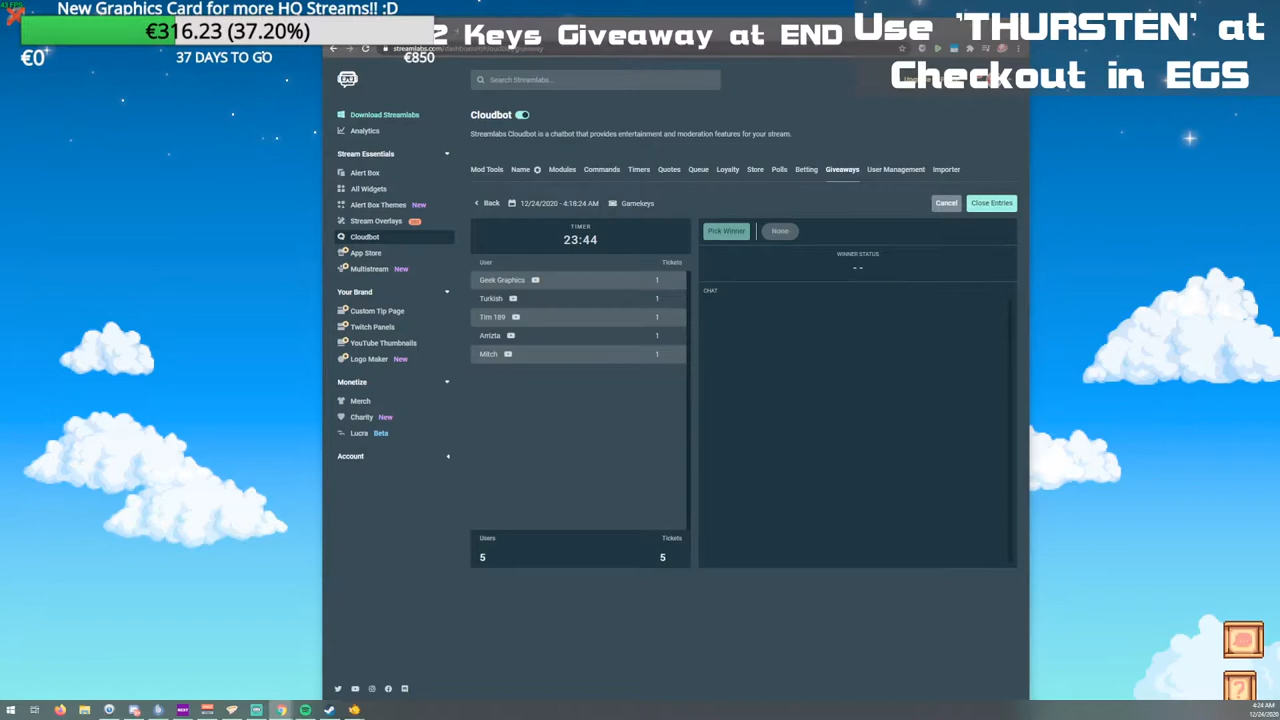 43 FPS
New Graphics Card for more HQ Streams!! :D
€316.23 (37.20%)
€0
37 DAYS TO GO
€850
2 Keys Giveaway at END
Use 'THURSTEN' at
Checkout in EGS
Search Streamlabs...
Download Streamlabs
Analytics
Stream Essentials
Alert Box
All Widgets
Alert Box Themes New
Stream Overlays
Cloudbot
App Store
Multistream New
Your Brand
Custom Tip Page
Twitch Panels
YouTube Thumbnails
Logo Maker New
Monetize
Merch
Charity New
Lucra Beta
Account
Cloudbot
Streamlabs Cloudbot is a chatbot that provides entertainment and moderation features for your stream.
Mod Tools Name Modules Commands Timers Quotes Queue Loyalty Store Polls Betting Giveaways User Management Importer
Back 12/24/2020 - 4:18:24 AM Gamekeys
Cancel Close Entries
TIMER
23:44
User Tickets
Geek Graphics 1
Turkish 1
Tim 189 1
Arrizta 1
Mitch 1
Users Tickets
5 5
Pick Winner None
WINNER STATUS
--
CHAT
NEXT
4:24 AM
12/24/2020